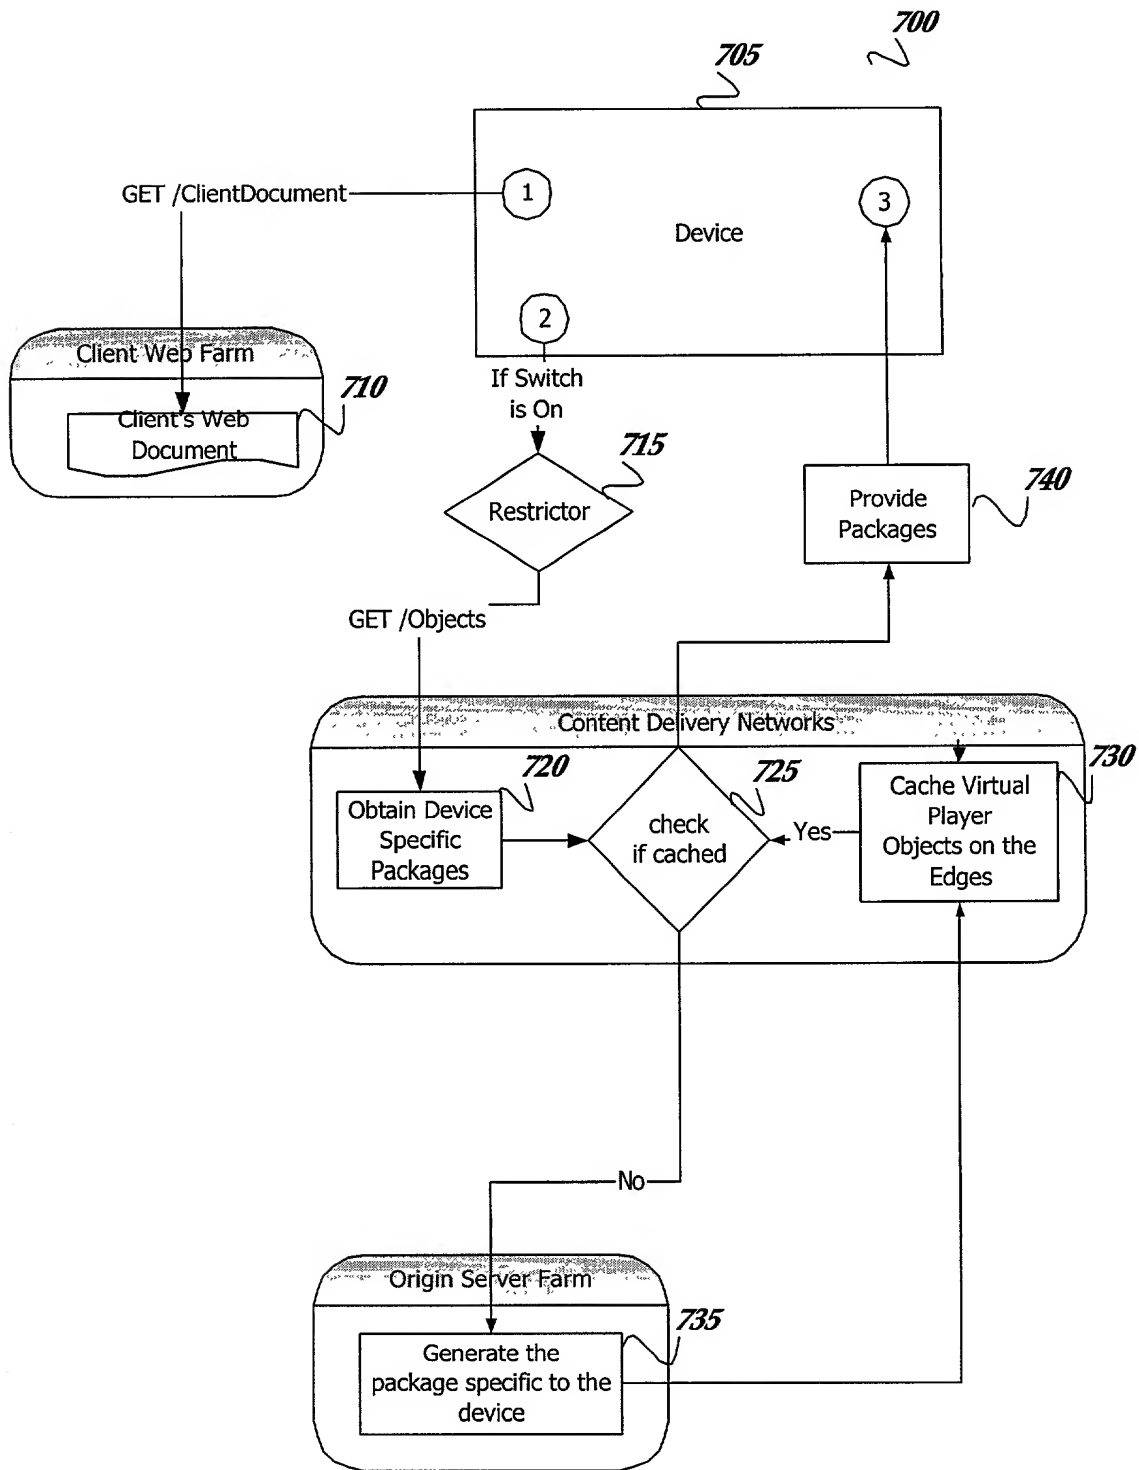 700
705
GET /ClientDocument
1
3
Device
2
Client Web Farm
If Switch
is On
710
Client's Web
Document
715
Restrictor
740
Provide
Packages
GET /Objects
Content Delivery Networks
720
725
730
Obtain Device
Specific
Packages
check
if cached
Yes
Cache Virtual
Player
Objects on the
Edges
No
Origin Server Farm
735
Generate the
package specific to the
device